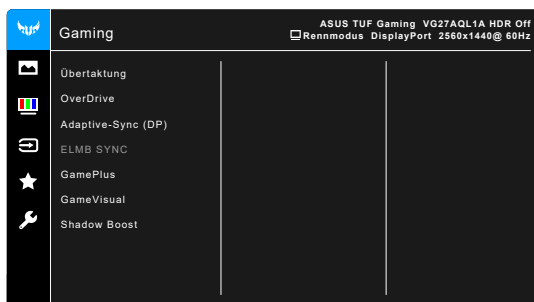 Gaming
ASUS TUF Gaming VG27AQL1A HDR Off
Rennmodus DisplayPort 2560x1440@ 60Hz
Übertaktung
OverDrive
Adaptive-Sync (DP)
ELMB SYNC
GamePlus
GameVisual
Shadow Boost